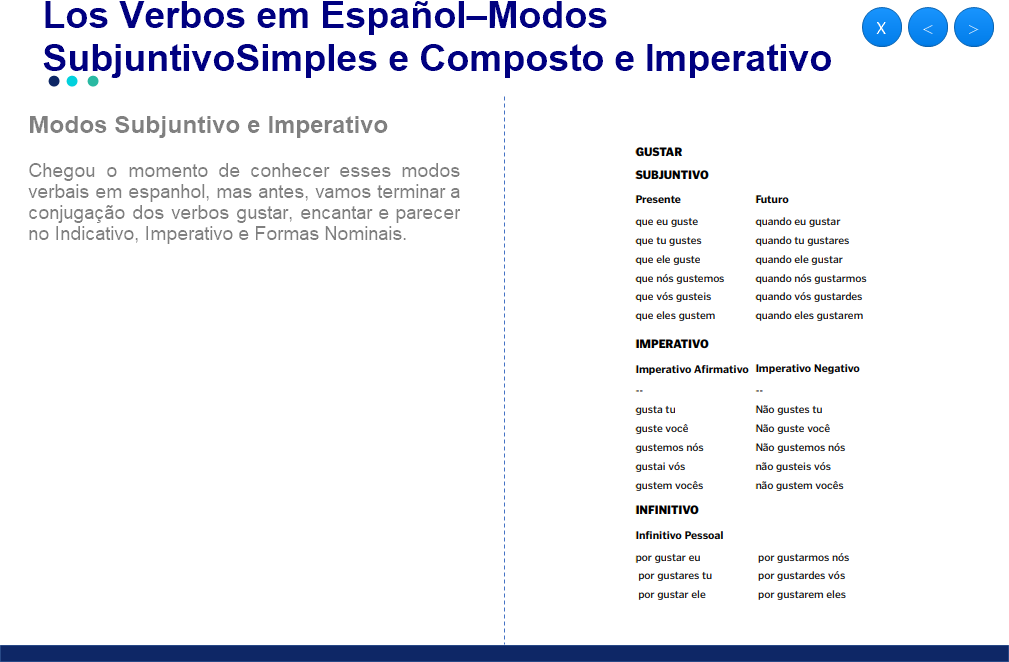 Los Verbos em Español–Modos
SubjuntivoSimples e Composto e Imperativo
X < >
Modos Subjuntivo e Imperativo
Chegou o momento de conhecer esses modos
verbais em espanhol, mas antes, vamos terminar a
conjugação dos verbos gustar, encantar e parecer
no Indicativo, Imperativo e Formas Nominais.
GUSTAR
SUBJUNTIVO
Presente Futuro
que eu guste quando eu gustar
que tu gustes quando tu gustares
que ele guste quando ele gustar
que nós gustemos quando nós gustarmos
que vós gusteis quando vós gustardes
que eles gustem quando eles gustarem
IMPERATIVO
Imperativo Afirmativo Imperativo Negativo
-- --
gusta tu Não gustes tu
guste você Não guste você
gustemos nós Não gustemos nós
gustai vós não gusteis vós
gustem vocês não gustem vocês
INFINITIVO
Infinitivo Pessoal
por gustar eu por gustarmos nós
por gustares tu por gustardes vós
por gustar ele por gustarem eles